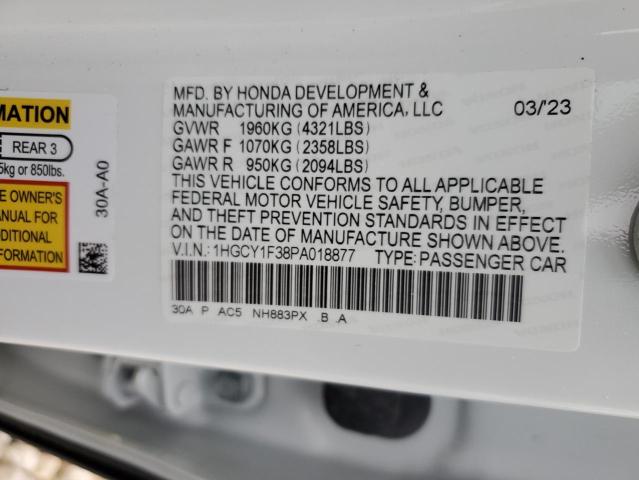 MATION
REAR 3
5kg or 850lbs.
E OWNER'S
ANUAL FOR
DDITIONAL
FORMATION
30A-A0
MFD. BY HONDA DEVELOPMENT &
MANUFACTURING OF AMERICA, LLC 03/'23
GVWR 1960KG (4321LBS)
GAWR F 1070KG (2358LBS)
GAWR R 950KG (2094LBS)
THIS VEHICLE CONFORMS TO ALL APPLICABLE
FEDERAL MOTOR VEHICLE SAFETY, BUMPER,
AND THEFT PREVENTION STANDARDS IN EFFECT
ON THE DATE OF MANUFACTURE SHOWN ABOVE.
V.I.N.: 1HGCY1F38PA018877 TYPE: PASSENGER CAR
30A P AC5 NH883PX .B .A